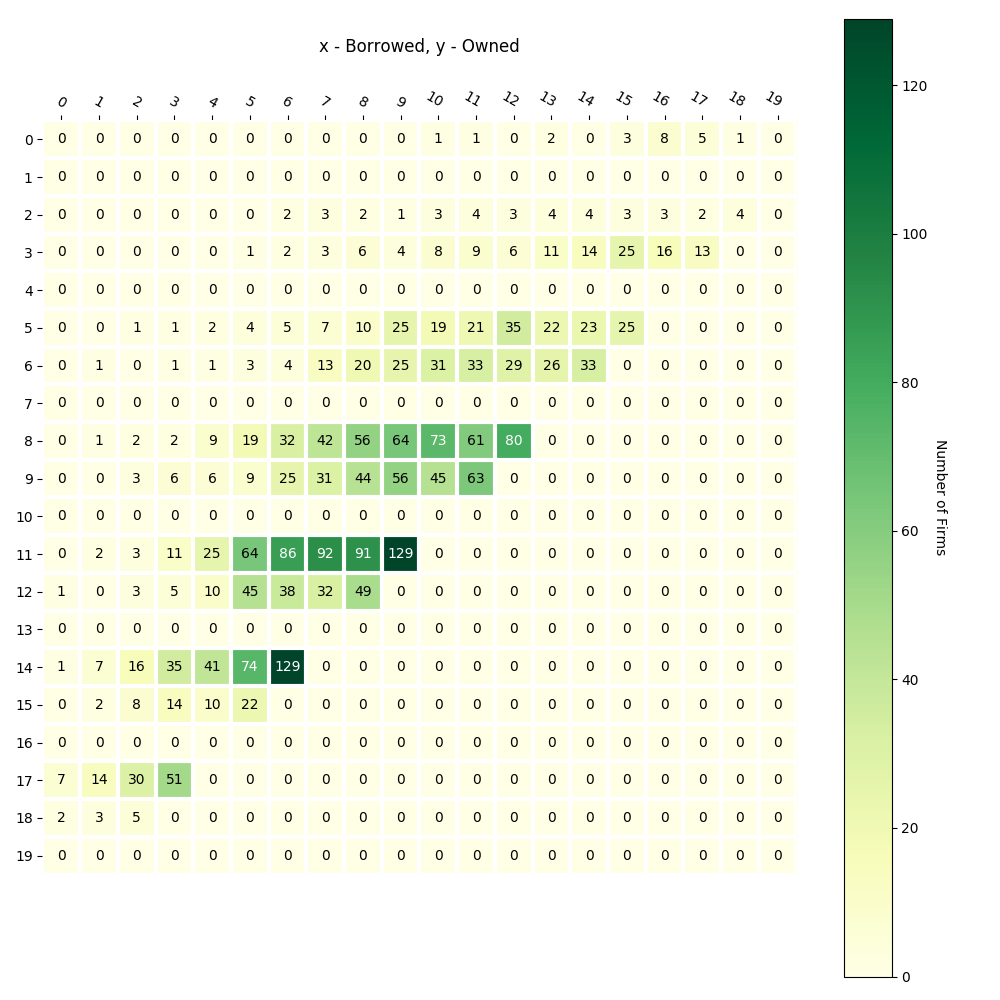 x - Borrowed, y - Owned
0 1 2 3 4 5 6 7 8 9 10 11 12 13 14 15 16 17 18 19
0 0 0 0 0 0 0 0 0 0 0 1 1 0 2 0 3 8 5 1 0
1 0 0 0 0 0 0 0 0 0 0 0 0 0 0 0 0 0 0 0 0
2 0 0 0 0 0 0 2 3 2 1 3 4 3 4 4 3 3 2 4 0
3 0 0 0 0 0 1 2 3 6 4 8 9 6 11 14 25 16 13 0 0
4 0 0 0 0 0 0 0 0 0 0 0 0 0 0 0 0 0 0 0 0
5 0 0 1 1 2 4 5 7 10 25 19 21 35 22 23 25 0 0 0 0
6 0 1 0 1 1 3 4 13 20 25 31 33 29 26 33 0 0 0 0 0
7 0 0 0 0 0 0 0 0 0 0 0 0 0 0 0 0 0 0 0 0
8 0 1 2 2 9 19 32 42 56 64 73 61 80 0 0 0 0 0 0 0
9 0 0 3 6 6 9 25 31 44 56 45 63 0 0 0 0 0 0 0 0
10 0 0 0 0 0 0 0 0 0 0 0 0 0 0 0 0 0 0 0 0
11 0 2 3 11 25 64 86 92 91 129 0 0 0 0 0 0 0 0 0 0
12 1 0 3 5 10 45 38 32 49 0 0 0 0 0 0 0 0 0 0 0
13 0 0 0 0 0 0 0 0 0 0 0 0 0 0 0 0 0 0 0 0
14 1 7 16 35 41 74 129 0 0 0 0 0 0 0 0 0 0 0 0 0
15 0 2 8 14 10 22 0 0 0 0 0 0 0 0 0 0 0 0 0 0
16 0 0 0 0 0 0 0 0 0 0 0 0 0 0 0 0 0 0 0 0
17 7 14 30 51 0 0 0 0 0 0 0 0 0 0 0 0 0 0 0 0
18 2 3 5 0 0 0 0 0 0 0 0 0 0 0 0 0 0 0 0 0
19 0 0 0 0 0 0 0 0 0 0 0 0 0 0 0 0 0 0 0 0
120
100
80
60
40
20
0
Number of Firms